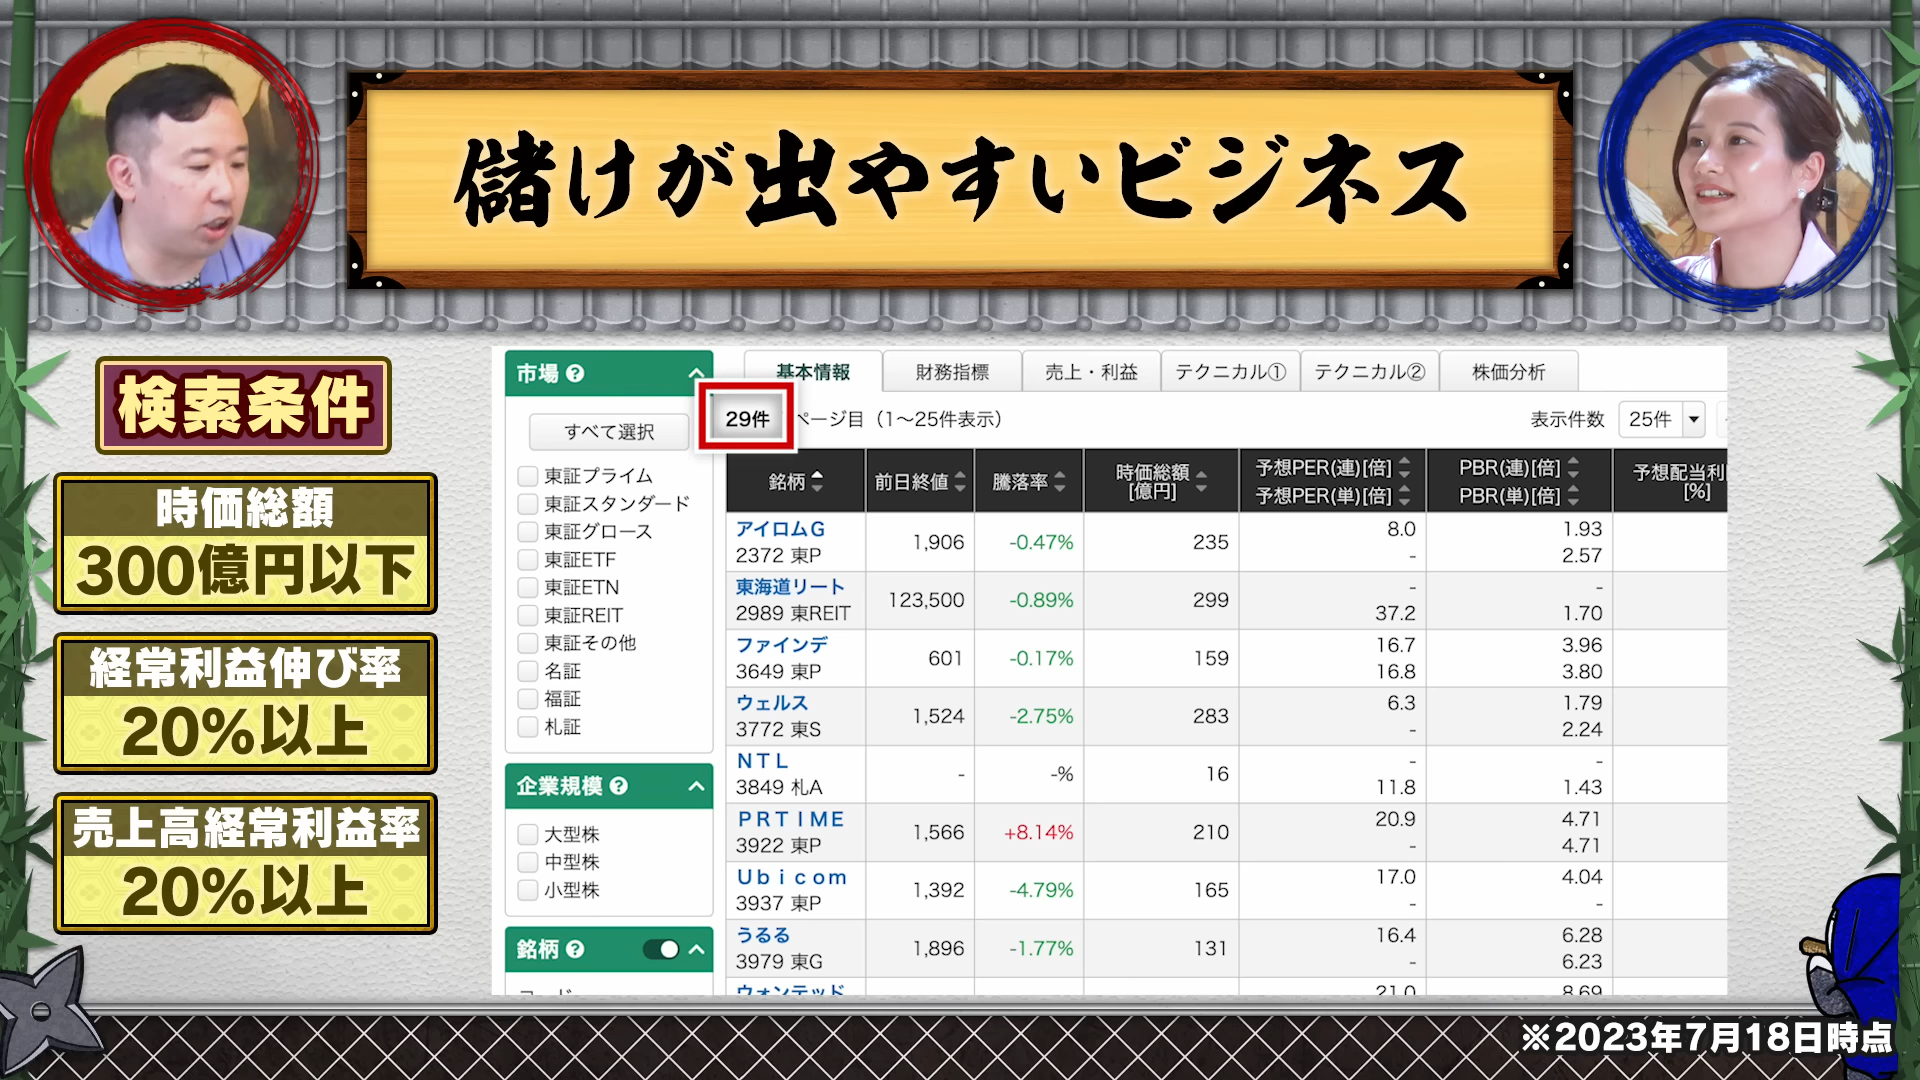 儲けが出やすいビジネス
検索条件
時価総額
300億円以下
経常利益伸び率
20%以上
売上高経常利益率
20%以上
市場 ?
すべて選択
東証プライム
東証スタンダード
東証グロース
東証ETF
東証ETN
東証REIT
東証その他
名証
福証
札証
企業規模 ?
大型株
中型株
小型株
銘柄 ?
基本情報 財務指標 売上・利益 テクニカル① テクニカル② 株価分析
29件 ページ目（1～25件表示） 表示件数 25件
銘柄 前日終値 騰落率 時価総額[億円] 予想PER(連)[倍] 予想PER(単)[倍] PBR(連)[倍] PBR(単)[倍] 予想配当利 [%]
アイロムG 1,906 -0.47% 235 8.0 1.93
2372 東P - 2.57
東海道リート 123,500 -0.89% 299 - -
2989 東REIT 37.2 1.70
ファインデ 601 -0.17% 159 16.7 3.96
3649 東P 16.8 3.80
ウェルス 1,524 -2.75% 283 6.3 1.79
3772 東S - 2.24
NTL - -% 16 - -
3849 札A 11.8 1.43
PRTIME 1,566 +8.14% 210 20.9 4.71
3922 東P - 4.71
Ubicom 1,392 -4.79% 165 17.0 4.04
3937 東P - -
うるる 1,896 -1.77% 131 16.4 6.28
3979 東G - 6.23
ウォンテッド 21.0 8.69
※2023年7月18日時点